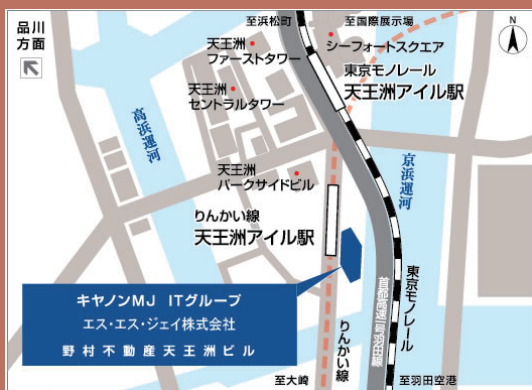 品川
方面
至浜松町
至国際展示場
N
天王洲
ファーストタワー
シーフォートスクエア
東京モノレール
天王洲アイル駅
天王洲
セントラルタワー
高浜運河
京浜運河
天王洲
パークサイドビル
りんかい線
天王洲アイル駅
キヤノンMJ ITグループ
エス・エス・ジェイ株式会社
野村不動産天王洲ビル
首都高速一号羽田線
東京モノレール
りんかい線
至大崎
至羽田空港